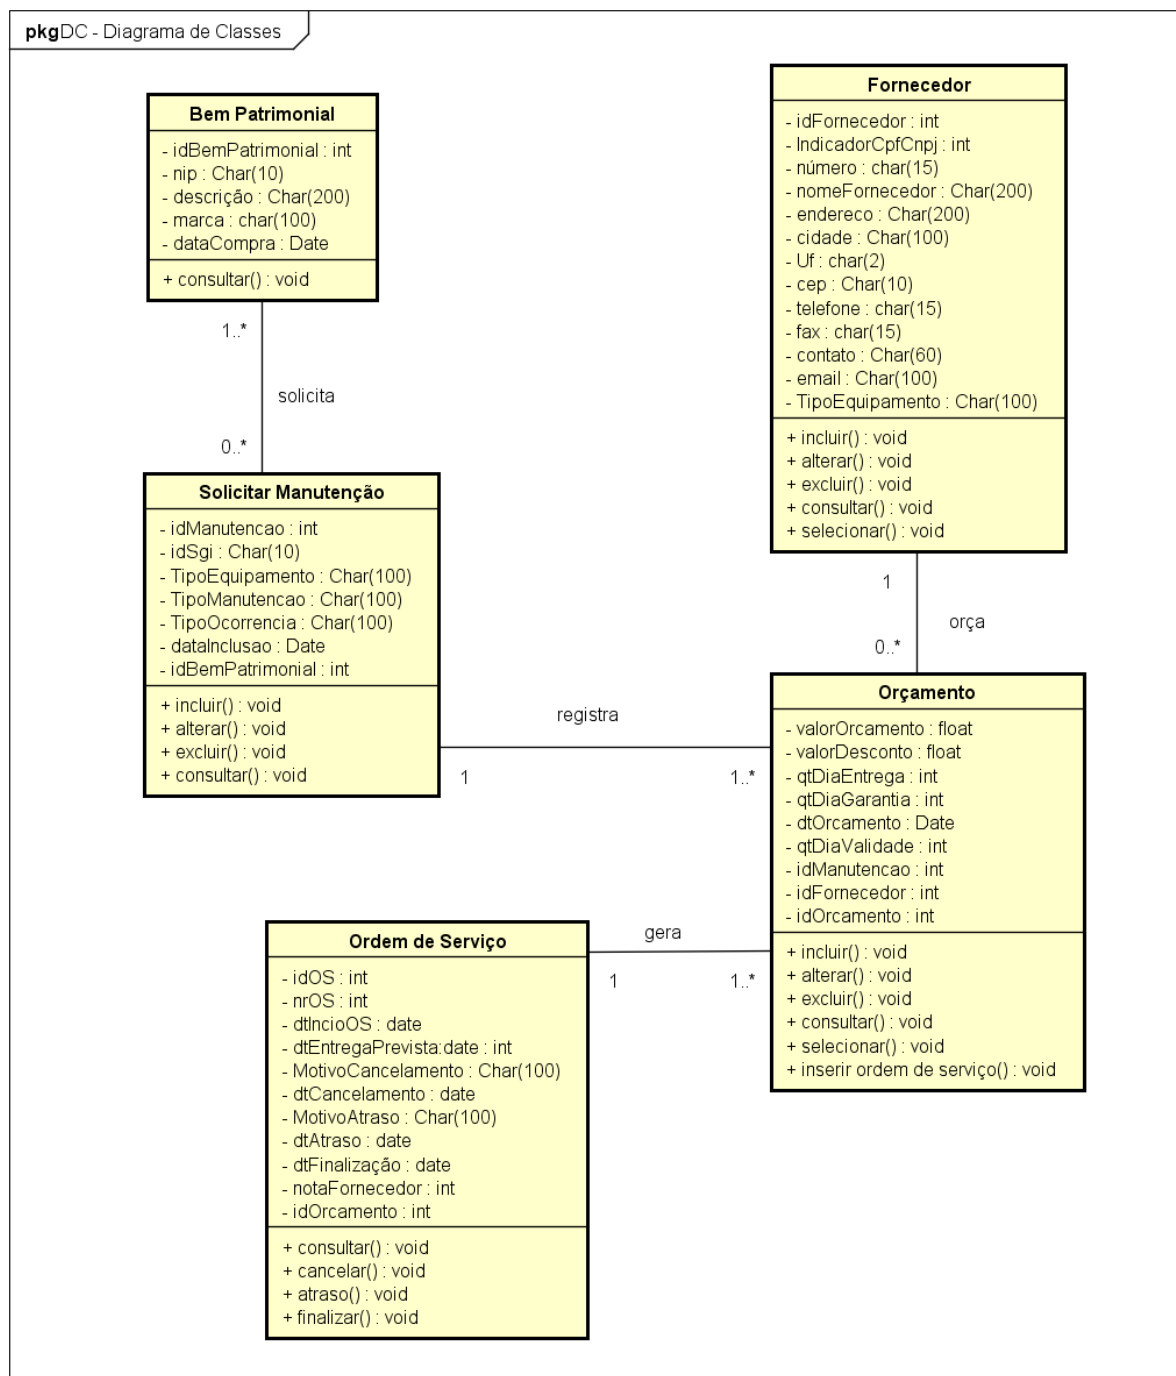 pkgDC - Diagrama de Classes
Bem Patrimonial
- idBemPatrimonial : int
- nip : Char(10)
- descrição : Char(200)
- marca : char(100)
- dataCompra : Date
+ consultar() : void
Fornecedor
- idFornecedor : int
- IndicadorCpfCnpj : int
- número : char(15)
- nomeFornecedor : Char(200)
- endereco : Char(200)
- cidade : Char(100)
- Uf : char(2)
- cep : Char(10)
- telefone : char(15)
- fax : char(15)
- contato : Char(60)
- email : Char(100)
- TipoEquipamento : Char(100)
+ incluir() : void
+ alterar() : void
+ excluir() : void
+ consultar() : void
+ selecionar() : void
1..*
solicita
0..*
Solicitar Manutenção
- idManutencao : int
- idSgi : Char(10)
- TipoEquipamento : Char(100)
- TipoManutencao : Char(100)
- TipoOcorrencia : Char(100)
- dataInclusao : Date
- idBemPatrimonial : int
+ incluir() : void
+ alterar() : void
+ excluir() : void
+ consultar() : void
1
orça
0..*
registra
1
1..*
Orçamento
- valorOrcamento : float
- valorDesconto : float
- qtDiaEntrega : int
- qtDiaGarantia : int
- dtOrcamento : Date
- qtDiaValidade : int
- idManutencao : int
- idFornecedor : int
- idOrcamento : int
+ incluir() : void
+ alterar() : void
+ excluir() : void
+ consultar() : void
+ selecionar() : void
+ inserir ordem de serviço() : void
gera
1
1..*
Ordem de Serviço
- idOS : int
- nrOS : int
- dtIncioOS : date
- dtEntregaPrevista:date : int
- MotivoCancelamento : Char(100)
- dtCancelamento : date
- MotivoAtraso : Char(100)
- dtAtraso : date
- dtFinalização : date
- notaFornecedor : int
- idOrcamento : int
+ consultar() : void
+ cancelar() : void
+ atraso() : void
+ finalizar() : void